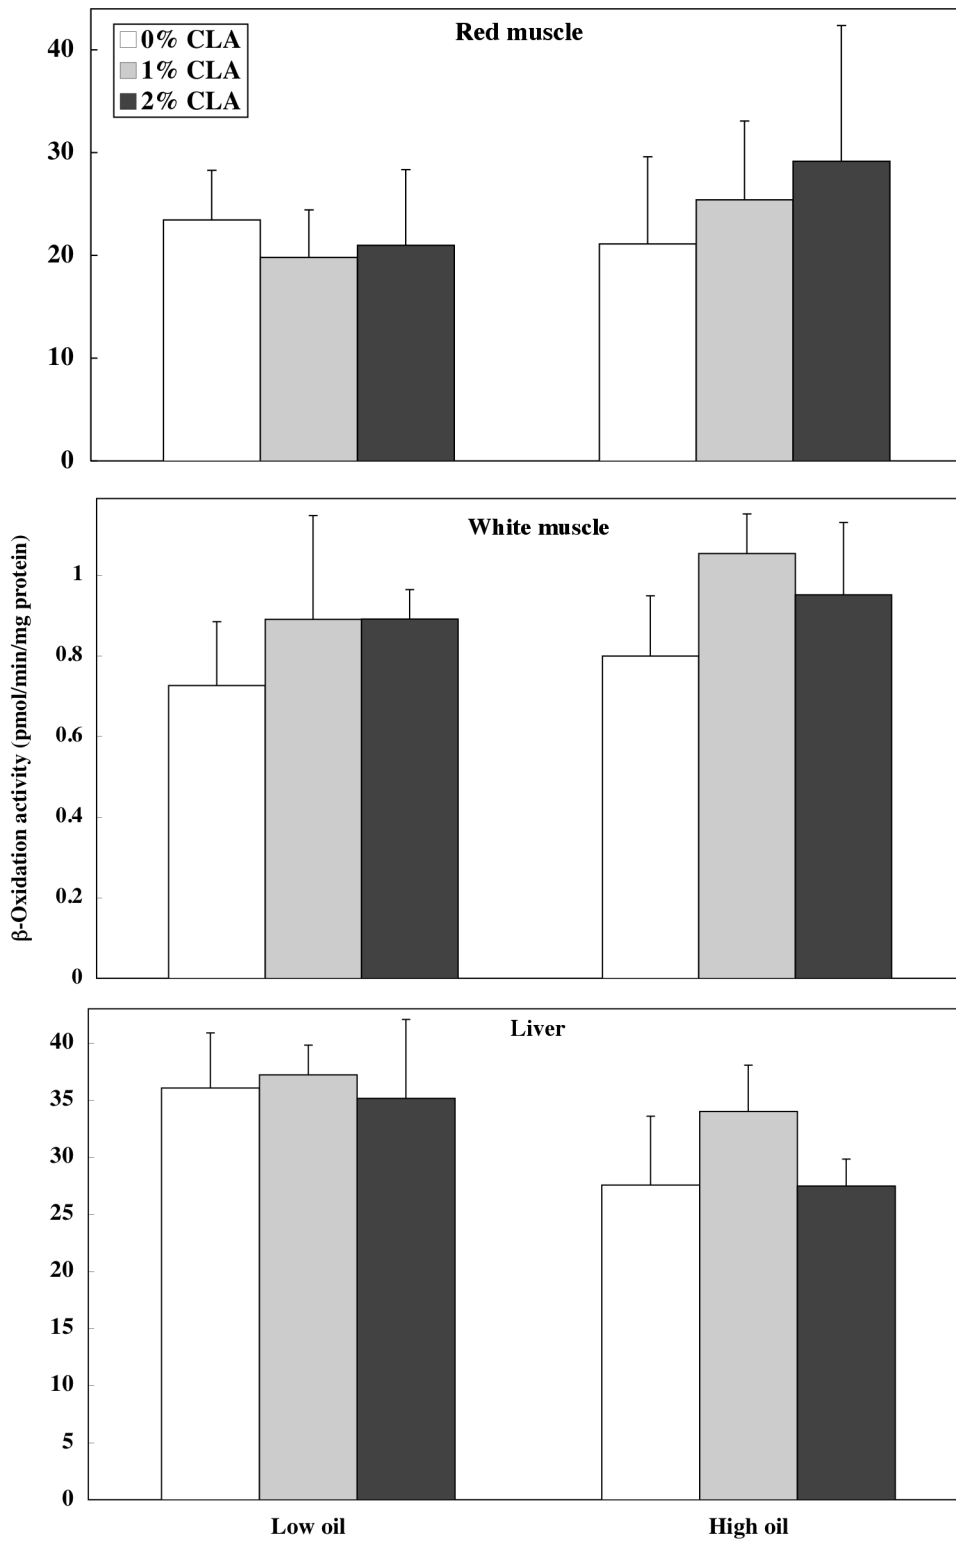 Red muscle
0% CLA
1% CLA
2% CLA
40
30
20
10
0
White muscle
1
0.8
0.6
0.4
0.2
0
β-Oxidation activity (pmol/min/mg protein)
Liver
40
35
30
25
20
15
10
5
0
Low oil High oil